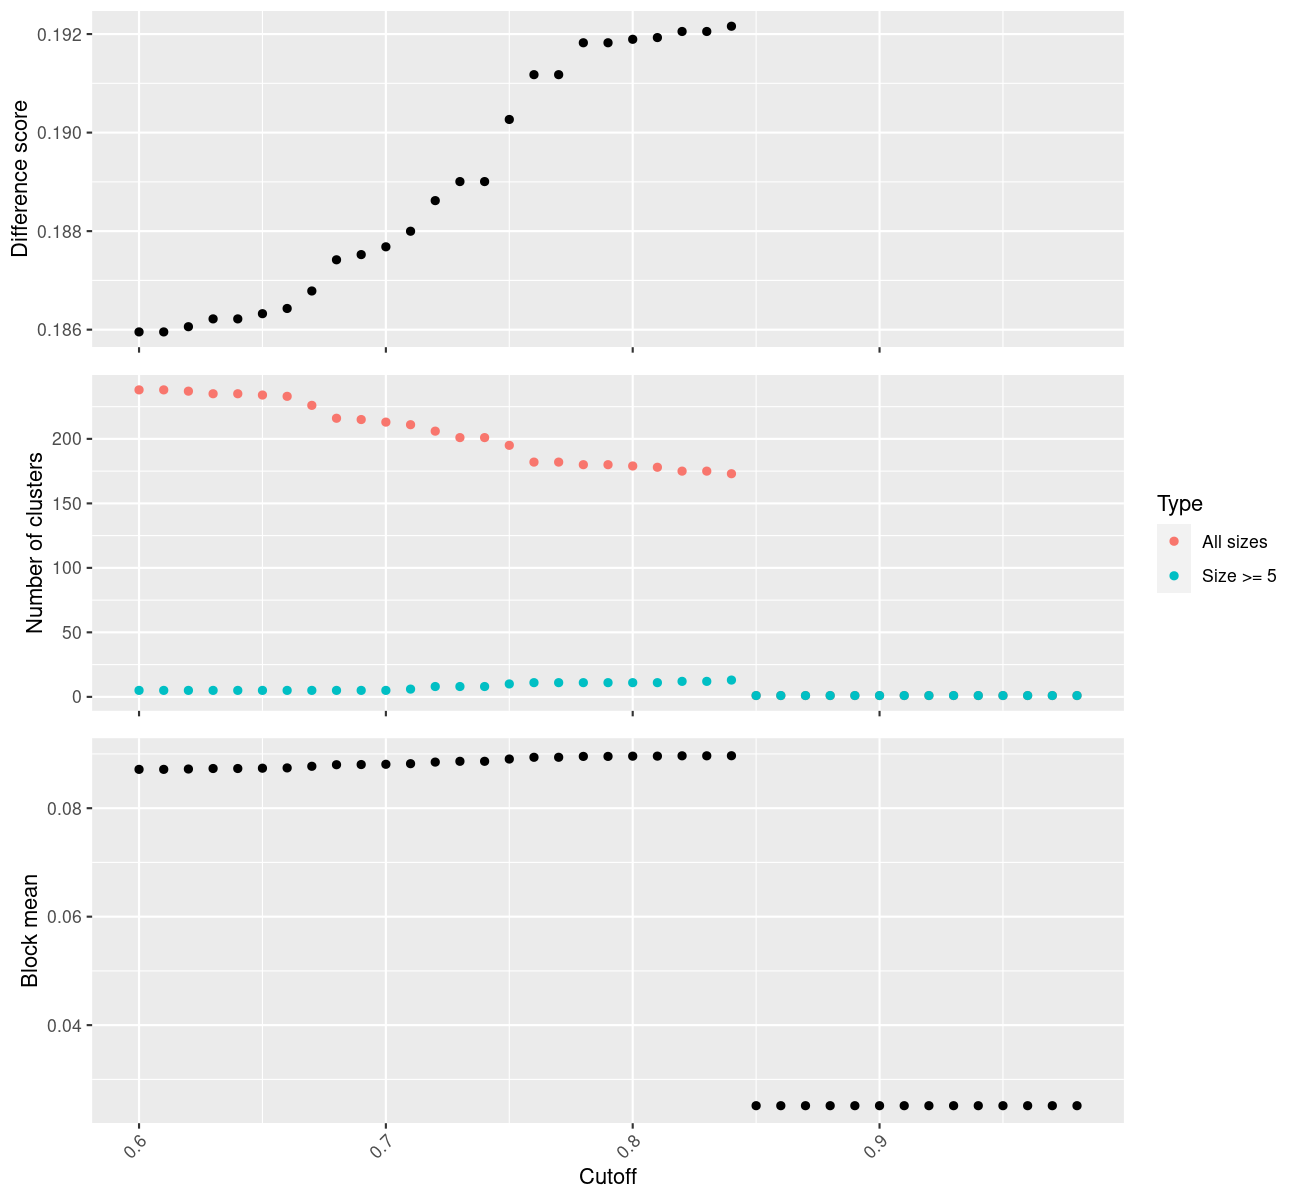 Difference score
0.192
0.190
0.188
0.186
Number of clusters
200
150
100
50
0
Type
All sizes
Size >= 5
Block mean
0.08
0.06
0.04
0.6
0.7
0.8
0.9
Cutoff